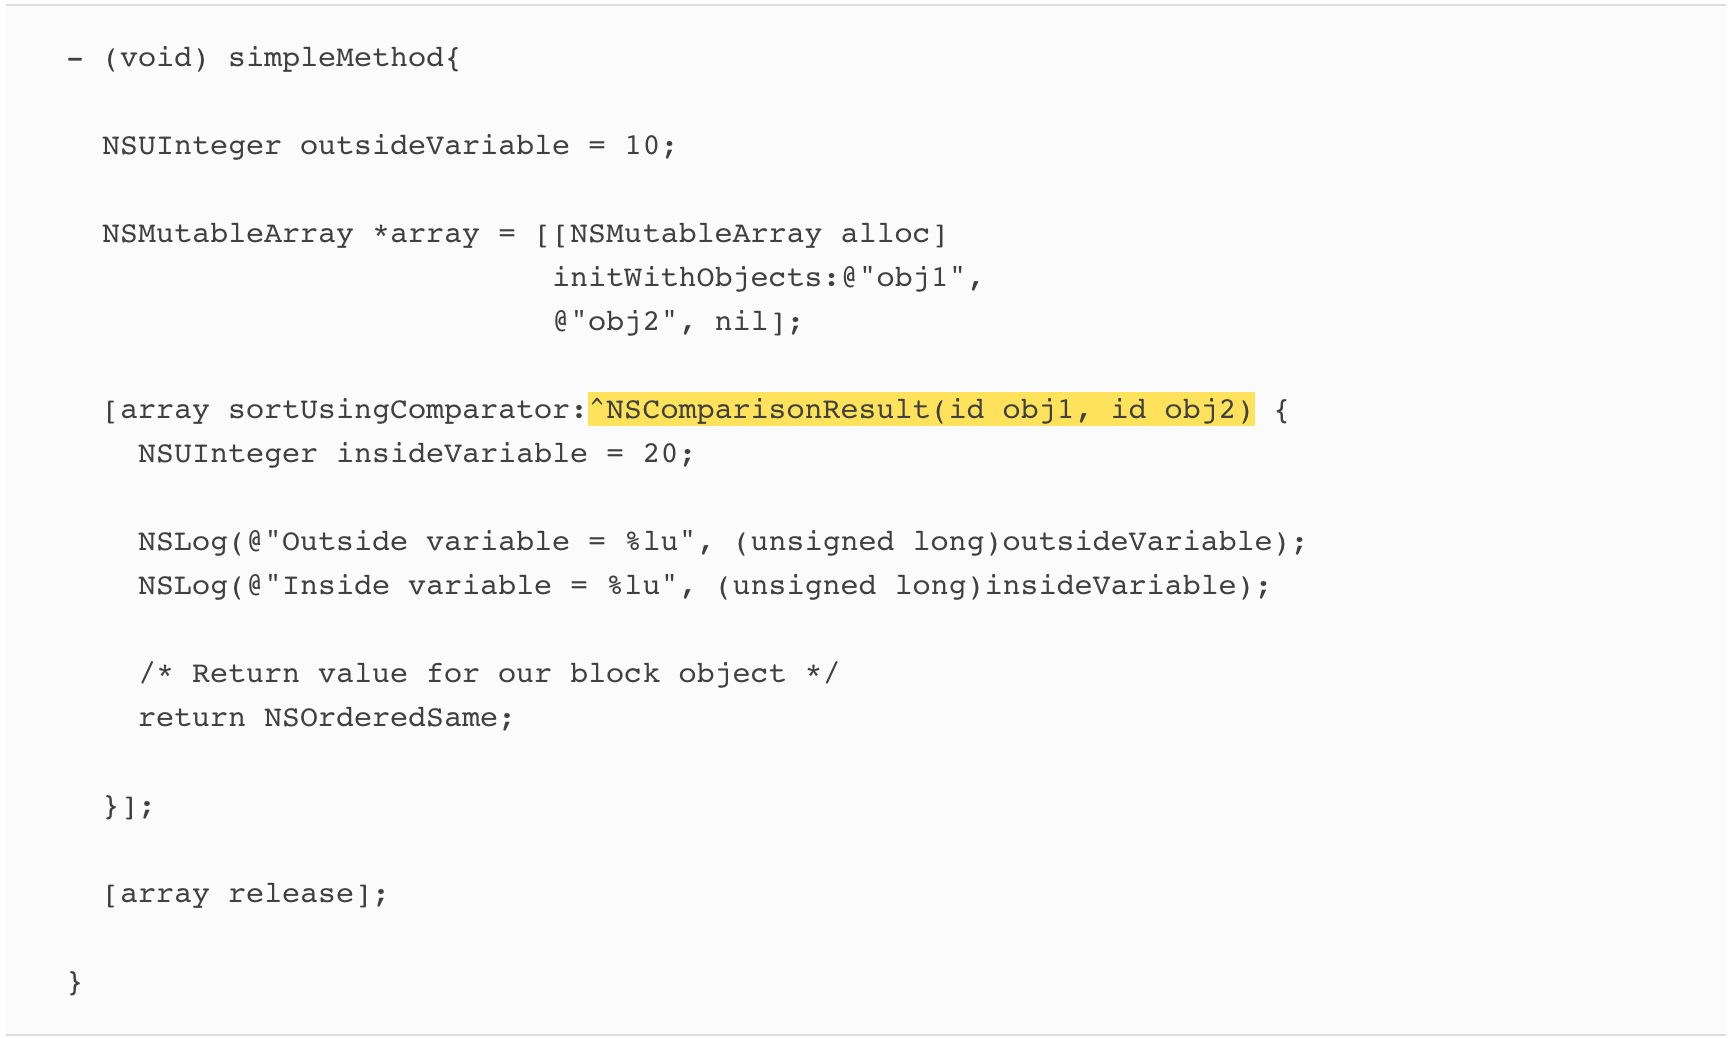 - (void) simpleMethod{
NSUInteger outsideVariable = 10;
NSMutableArray *array = [[NSMutableArray alloc]
initWithObjects:@"obj1",
@"obj2", nil];
[array sortUsingComparator:^NSComparisonResult(id obj1, id obj2) {
NSUInteger insideVariable = 20;
NSLog(@"Outside variable = %lu", (unsigned long)outsideVariable);
NSLog(@"Inside variable = %lu", (unsigned long)insideVariable);
/* Return value for our block object */
return NSOrderedSame;
}];
[array release];
}